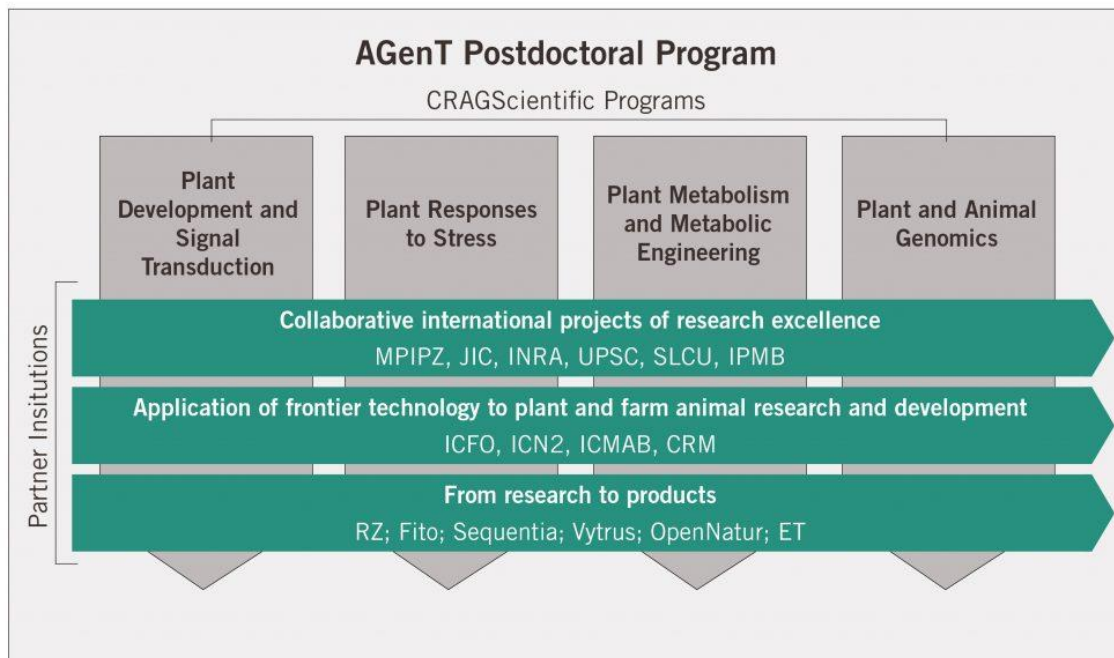 AGenT Postdoctoral Program
CRAGScientific Programs
Plant
Development and
Signal
Transduction
Plant Responses
to Stress
Plant Metabolism
and Metabolic
Engineering
Plant and Animal
Genomics
Partner Insitutions
Collaborative international projects of research excellence
MPIPZ, JIC, INRA, UPSC, SLCU, IPMB
Application of frontier technology to plant and farm animal research and development
ICFO, ICN2, ICMAB, CRM
From research to products
RZ; Fito; Sequentia; Vytrus; OpenNatur; ET